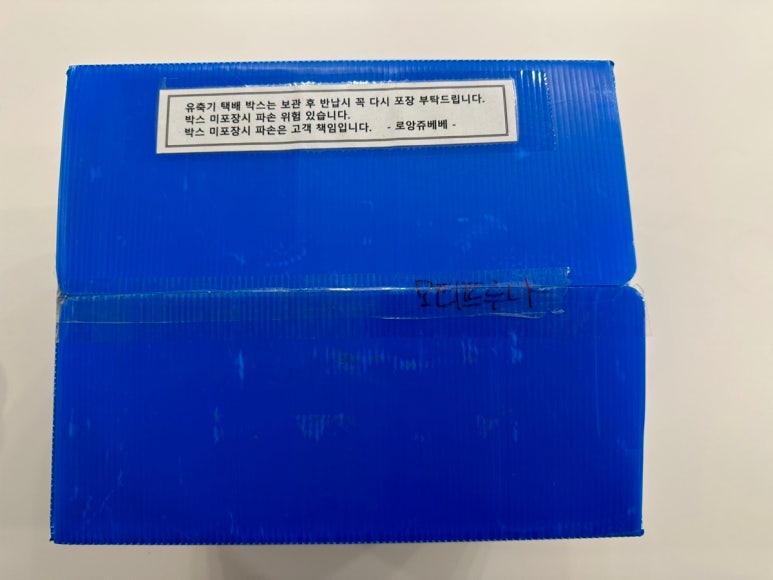 유축기 택배 박스는 보관 후 반납시 꼭 다시 포장 부탁드립니다.
박스 미포장시 파손 위험 있습니다.
박스 미포장시 파손은 고객 책임입니다. - 로앙쥬베베 -